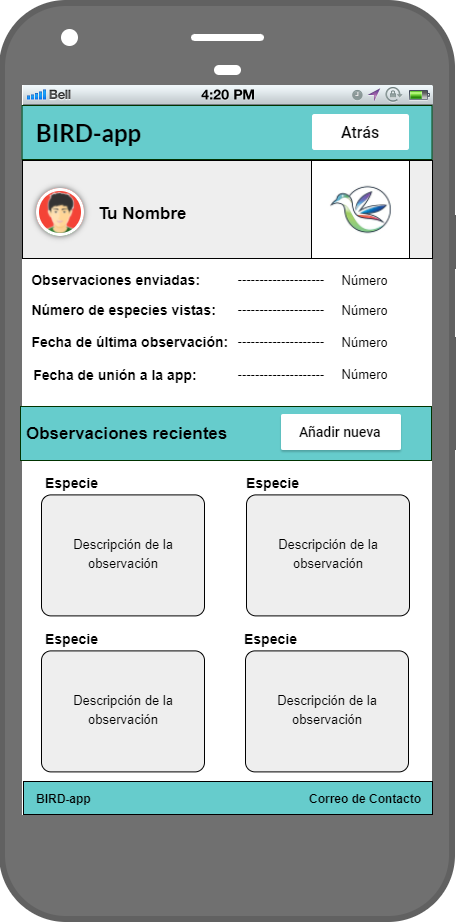 Bell 4:20 PM
BIRD-app Atrás
Tu Nombre
Observaciones enviadas: -------------------- Número
Número de especies vistas: -------------------- Número
Fecha de última observación: -------------------- Número
Fecha de unión a la app: -------------------- Número
Observaciones recientes Añadir nueva
Especie Especie
Descripción de la
observación
Descripción de la
observación
Especie Especie
Descripción de la
observación
Descripción de la
observación
BIRD-app Correo de Contacto